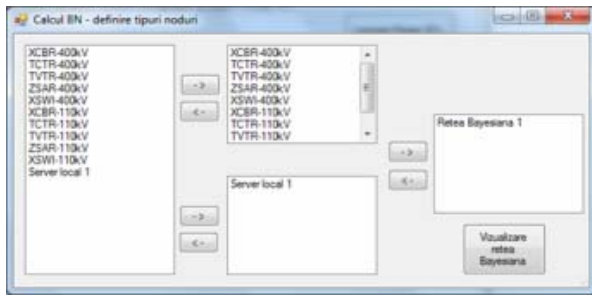 Calcul BN - definire tipuri noduri
XCBR-400kV
TCTR-400kV
TVTR-400kV
ZSAR-400kV
XSWI-400kV
XCBR-110kV
TCTR-110kV
TVTR-110kV
ZSAR-110kV
XSWI-110kV
Server local 1
->
<-
XCBR-400kV
TCTR-400kV
TVTR-400kV
ZSAR-400kV
XSWI-400kV
XCBR-110kV
TCTR-110kV
TVTR-110kV
->
<-
Server local 1
->
<-
Retea Bayesiana 1
Vizualizare
retea
Bayesiana